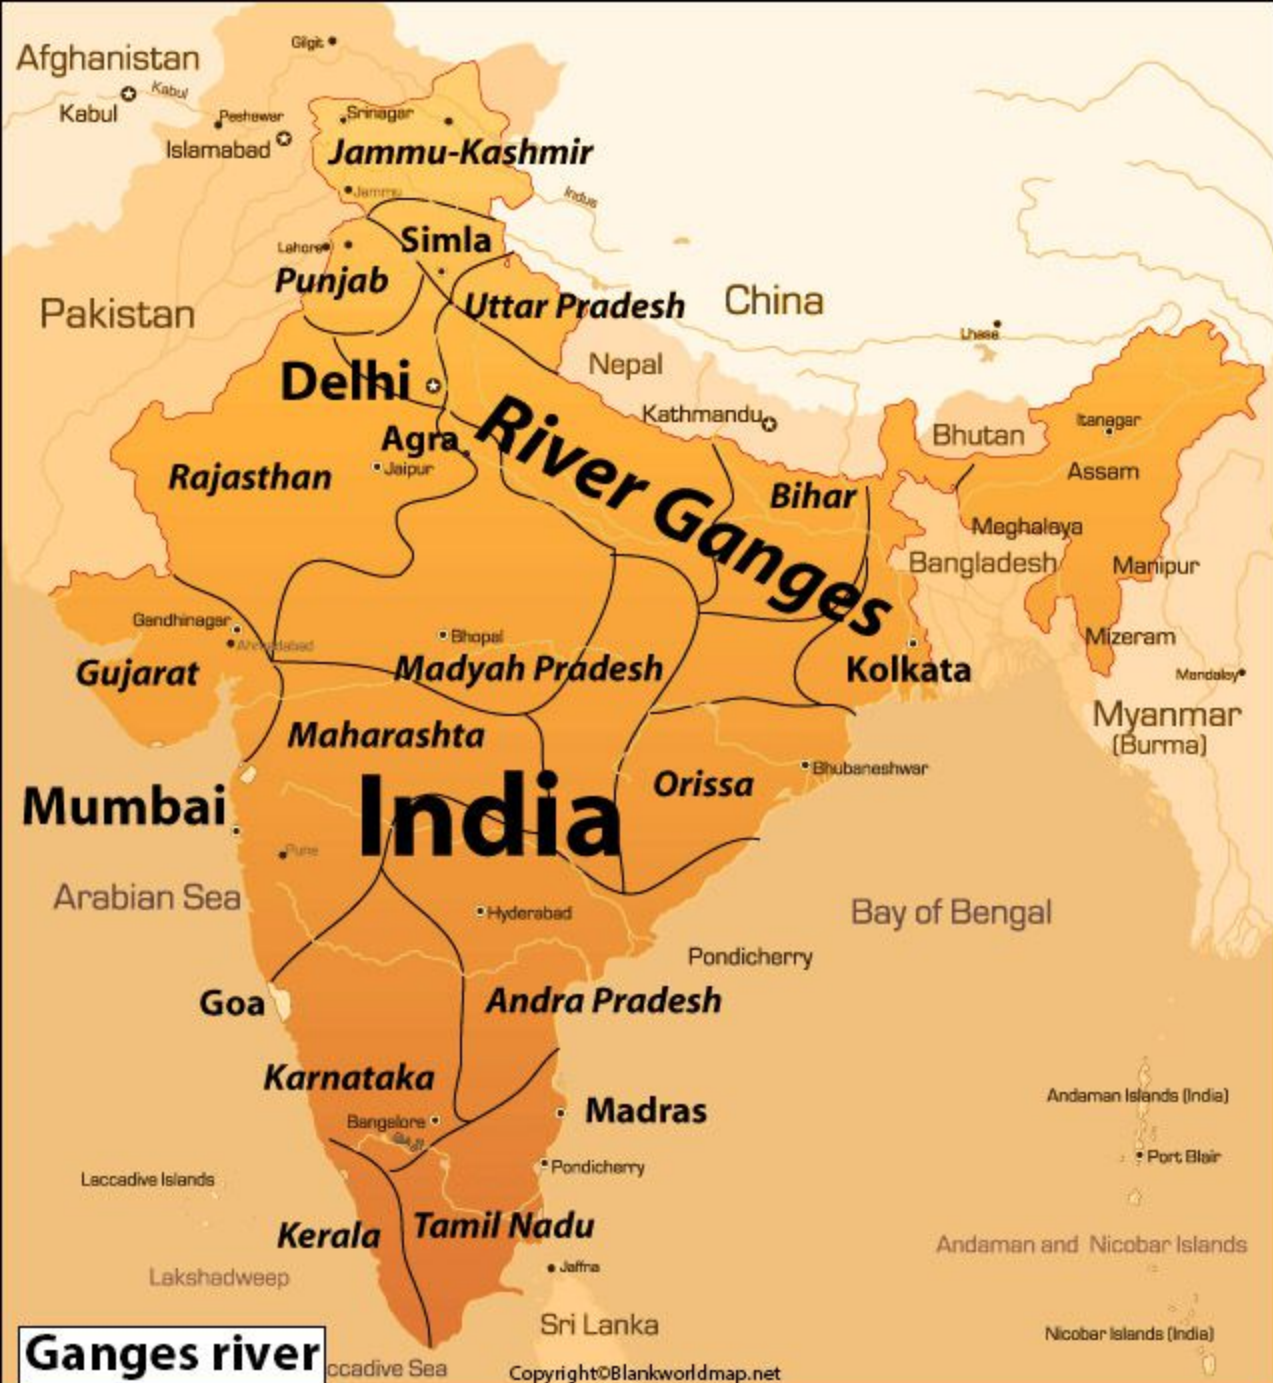 Gilgit
Afghanistan
Kabul
Kabul
Peshawar
Srinagar
Islamabad
Jammu-Kashmir
Jammu
Indus
Lahore
Simla
Punjab
Uttar Pradesh
China
Pakistan
Lhasa
Nepal
Delhi
Kathmandu
Itanagar
Bhutan
River Ganges
Agra
Jaipur
Rajasthan
Assam
Bihar
Meghalaya
Bangladesh
Manipur
Gandhinagar
Ahmedabad
Bhopal
Mizeram
Gujarat
Madyah Pradesh
Kolkata
Mandalay
Myanmar
(Burma)
Maharashta
Bhubaneshwar
Orissa
Mumbai
India
Pune
Arabian Sea
Hyderabad
Bay of Bengal
Pondicherry
Goa
Andra Pradesh
Karnataka
Andaman Islands (India)
Madras
Bangalore
Port Blair
Pondicherry
Laccadive Islands
Kerala
Tamil Nadu
Andaman and Nicobar Islands
Jaffna
Lakshadweep
Sri Lanka
Nicobar Islands (India)
Ganges river
ccadive Sea
Copyright©Blankworldmap.net